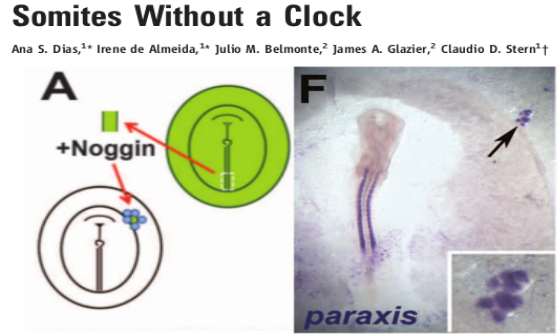 Somites Without a Clock
Ana S. Dias,¹* Irene de Almeida,¹* Julio M. Belmonte,² James A. Glazier,² Claudio D. Stern¹†
A
+Noggin
F
paraxis